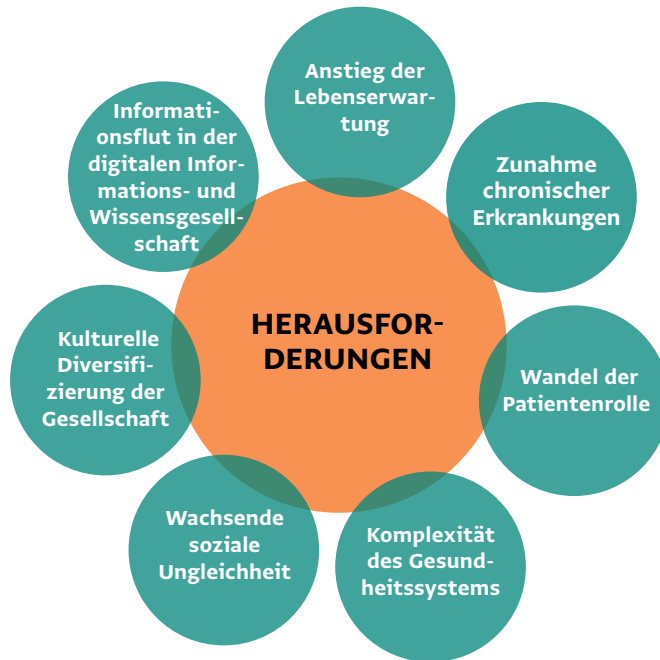 Anstieg der
Lebenserwar-
tung
Zunahme
chronischer
Erkrankungen
Wandel der
Patientenrolle
Komplexität
des Gesund-
heitssystems
Wachsende
soziale
Ungleichheit
Kulturelle
Diversifi-
zierung der
Gesellschaft
Informati-
onsflut in der
digitalen Infor-
mations- und
Wissensgesell-
schaft
HERAUSFOR-
DERUNGEN